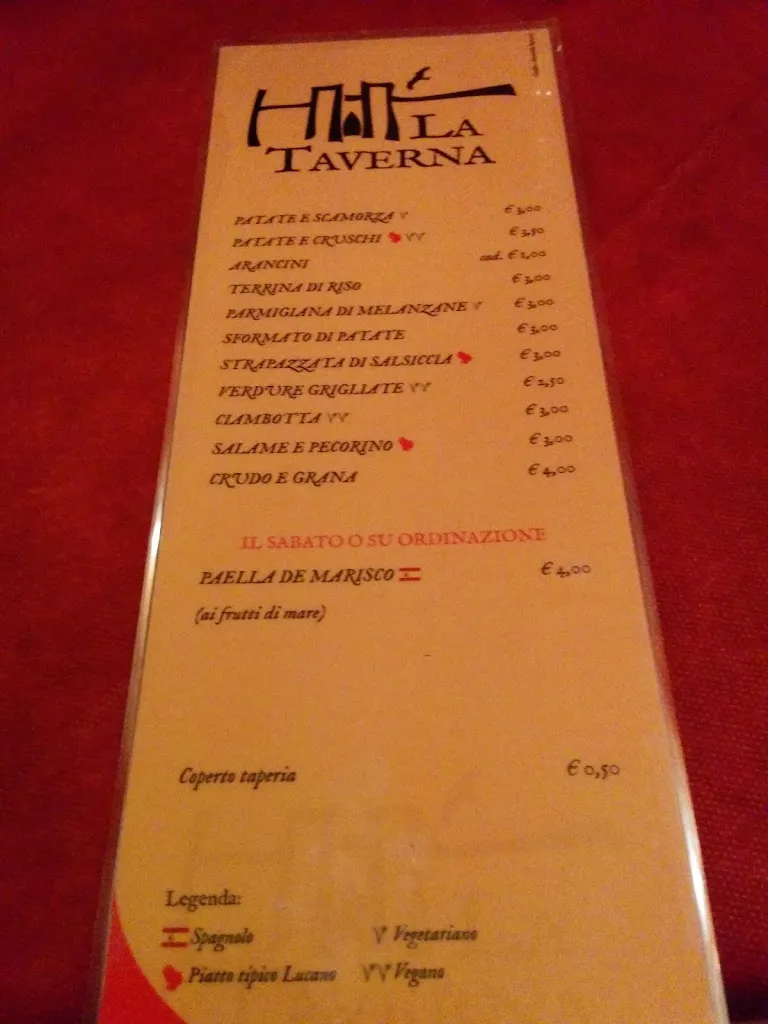 LA
TAVERNA
PATATE E SCAMORZA V € 3,00
PATATE E CRUSCHI VV € 3,50
ARANCINI cad. € 1,00
TERRINA DI RISO € 3,00
PARMIGIANA DI MELANZANE V € 3,00
SFORMATO DI PATATE € 3,00
STRAPAZZATA DI SALSICCIA € 3,00
VERDURE GRIGLIATE VV € 2,50
CIAMBOTTA VV € 3,00
SALAME E PECORINO € 3,00
CRUDO E GRANA € 4,00
IL SABATO O SU ORDINAZIONE
PAELLA DE MARISCO € 4,00
(ai frutti di mare)
Coperto taperia € 0,50
Legenda:
Spagnolo V Vegetariano
Piatto tipico Lucano VV Vegano